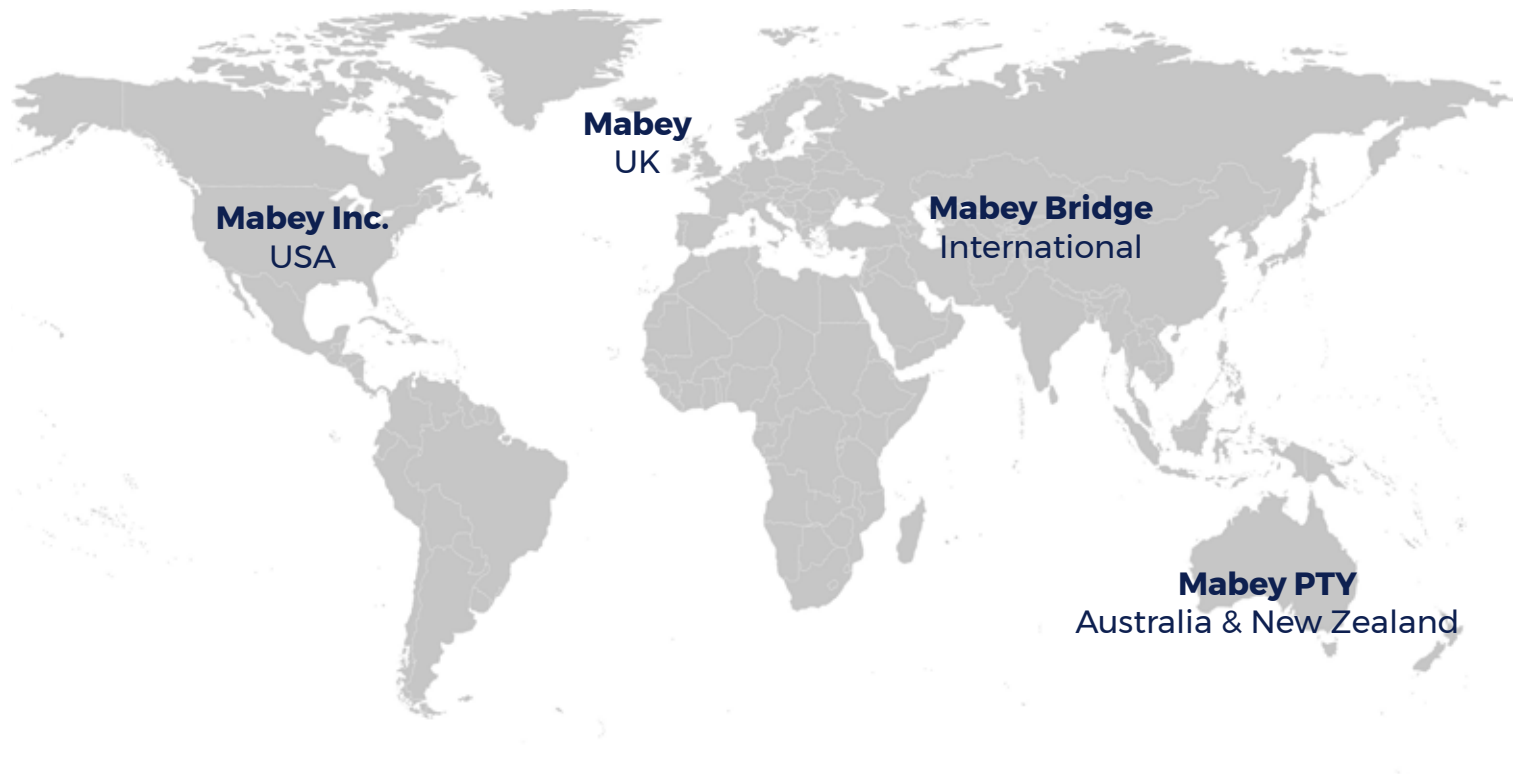 Mabey
UK
Mabey Inc.
USA
Mabey Bridge
International
Mabey PTY
Australia & New Zealand